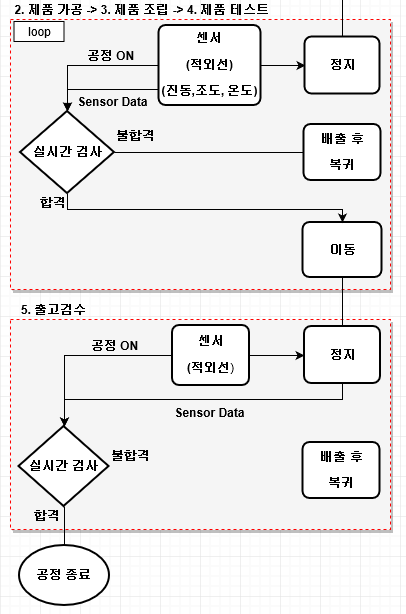 2. 제품 가공 -> 3. 제품 조립 -> 4. 제품 테스트
loop
센서
(적외선)
(진동,조도, 온도)
정지
공정 ON
Sensor Data
실시간 검사
불합격
배출 후
복귀
합격
이동
5. 출고검수
센서
(적외선)
정지
공정 ON
Sensor Data
실시간 검사
불합격
배출 후
복귀
합격
공정 종료